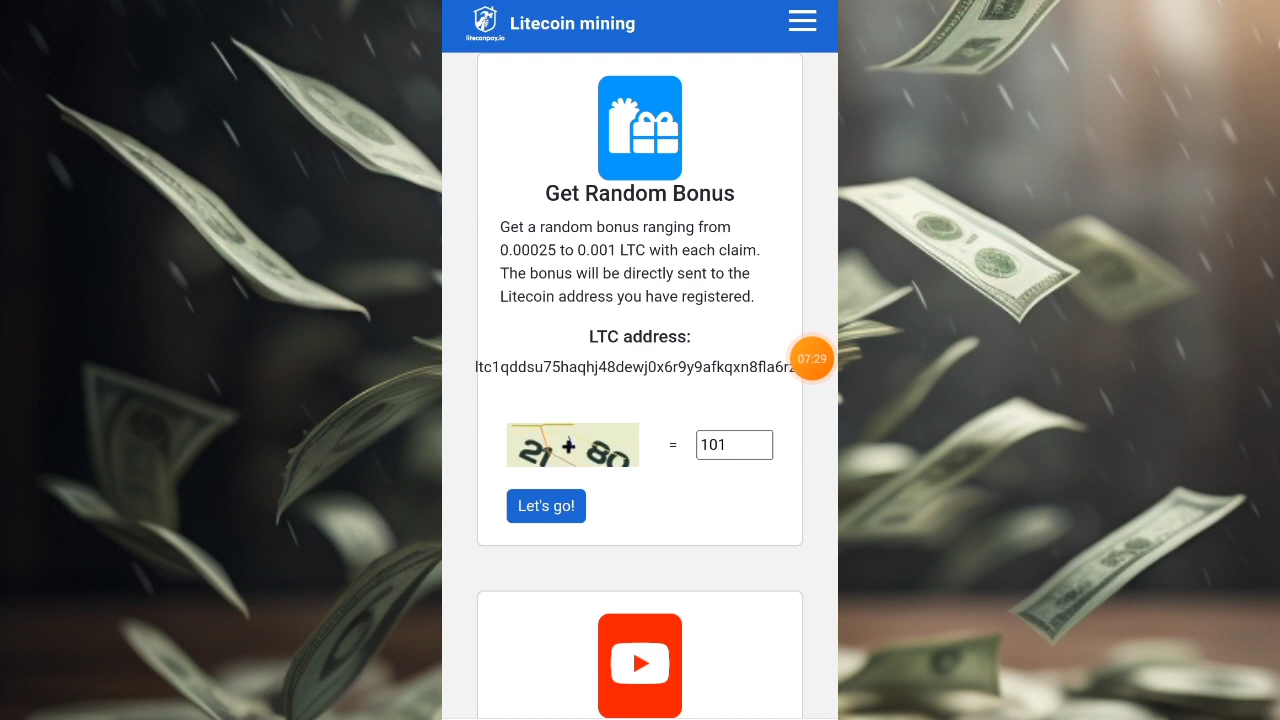 litecoinpay.io
Litecoin mining
Get Random Bonus
Get a random bonus ranging from
0.00025 to 0.001 LTC with each claim.
The bonus will be directly sent to the
Litecoin address you have registered.
LTC address:
ltc1qddsu75haqhj48dewj0x6r9y9afkqxn8fla6rz
07:29
21 + 80
=
101
Let's go!